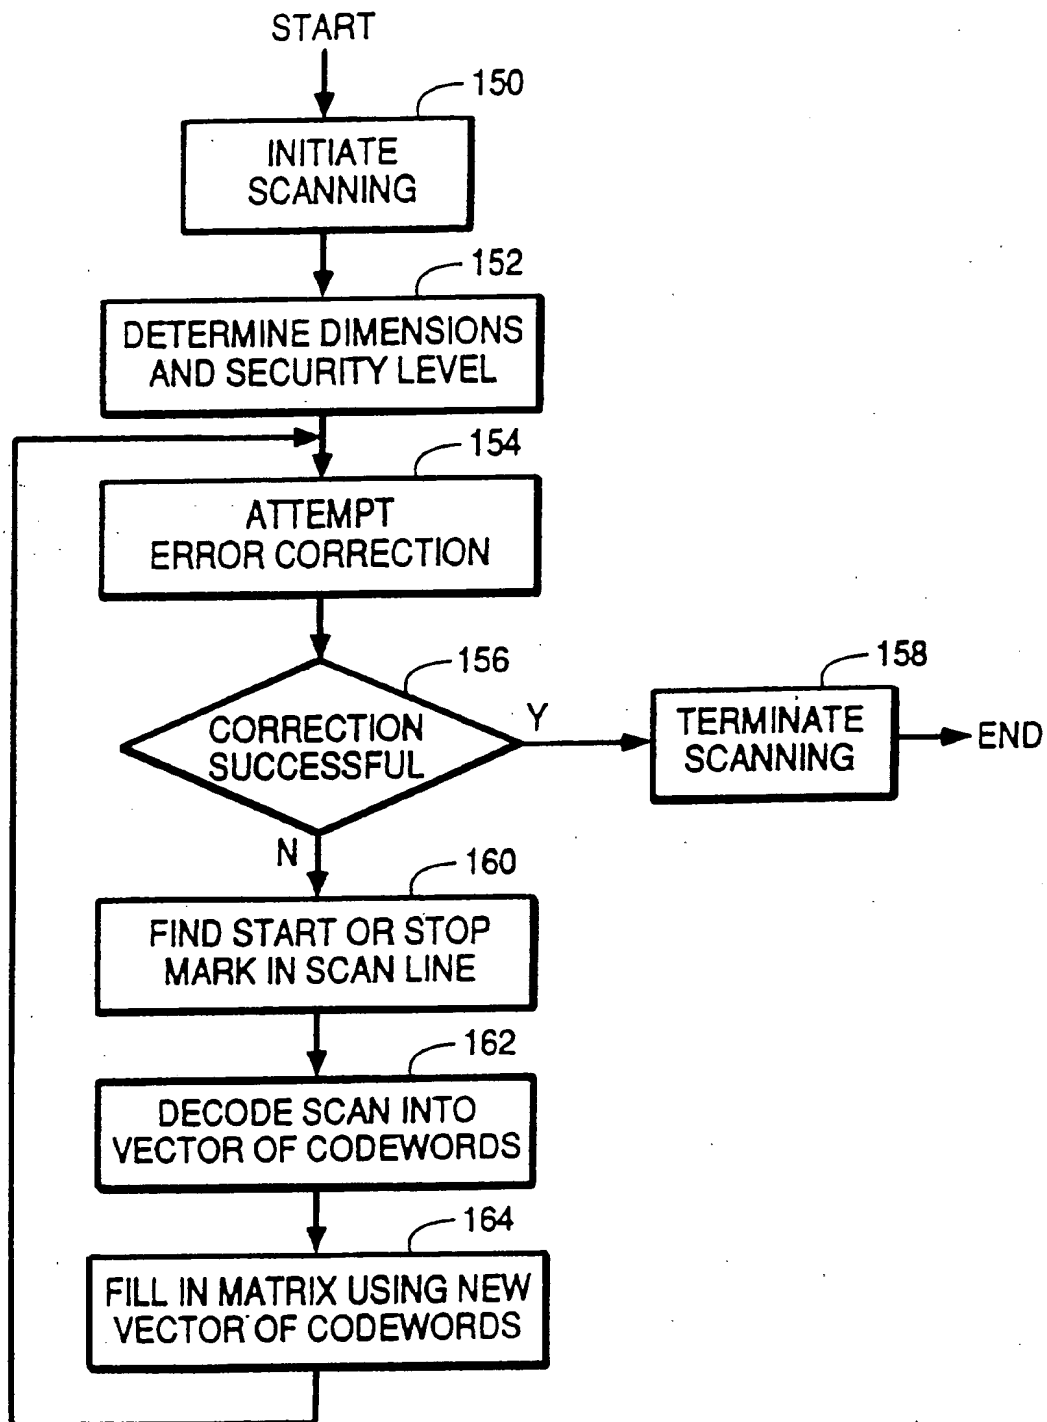 START
150
INITIATE
SCANNING
152
DETERMINE DIMENSIONS
AND SECURITY LEVEL
154
ATTEMPT
ERROR CORRECTION
156
CORRECTION
SUCCESSFUL
Y
158
TERMINATE
SCANNING
END
N
160
FIND START OR STOP
MARK IN SCAN LINE
162
DECODE SCAN INTO
VECTOR OF CODEWORDS
164
FILL IN MATRIX USING NEW
VECTOR OF CODEWORDS